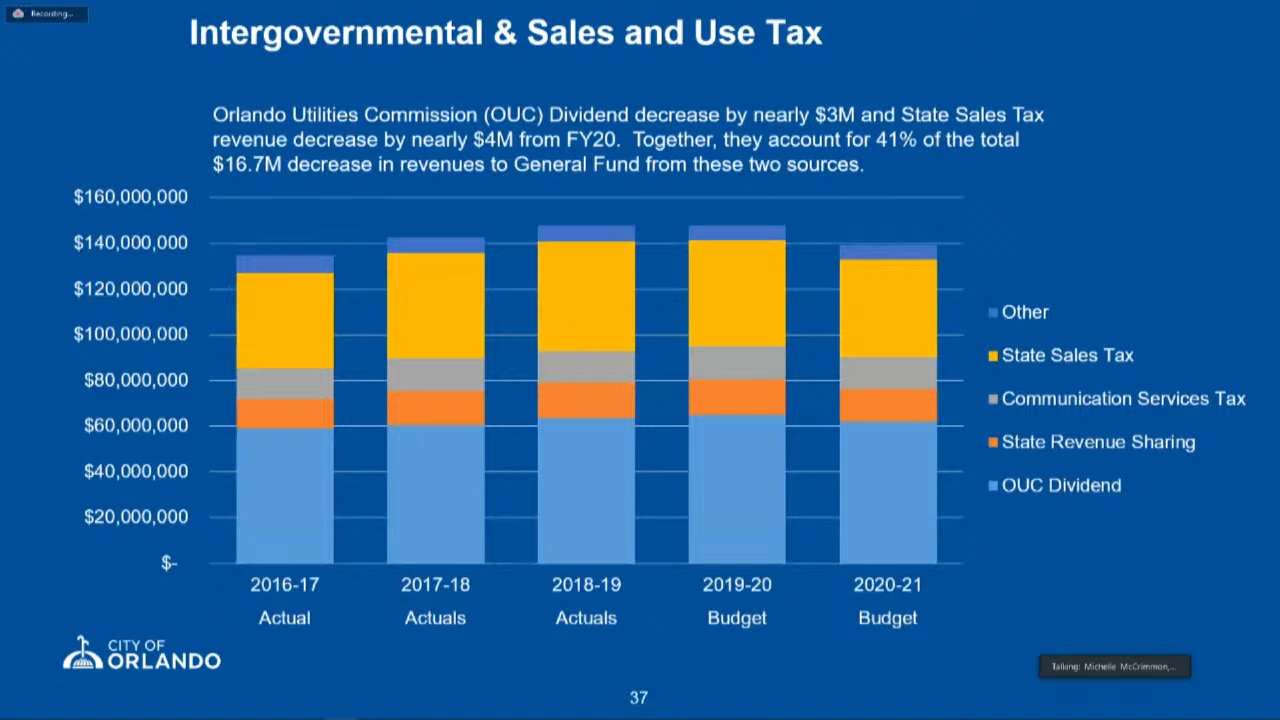 Recording...
Intergovernmental & Sales and Use Tax
Orlando Utilities Commission (OUC) Dividend decrease by nearly $3M and State Sales Tax
revenue decrease by nearly $4M from FY20. Together, they account for 41% of the total
$16.7M decrease in revenues to General Fund from these two sources.
$160,000,000
$140,000,000
$120,000,000
$100,000,000
$80,000,000
$60,000,000
$40,000,000
$20,000,000
$-
2016-17 2017-18 2018-19 2019-20 2020-21
Actual Actuals Actuals Budget Budget
Other
State Sales Tax
Communication Services Tax
State Revenue Sharing
OUC Dividend
CITY OF
ORLANDO
Talking: Michelle McCrimmon,...
37